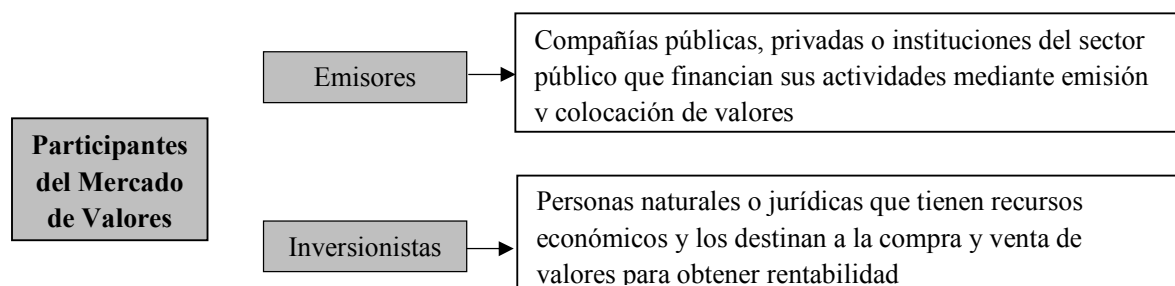 Participantes
del Mercado
de Valores
Emisores
Compañías públicas, privadas o instituciones del sector
público que financian sus actividades mediante emisión
y colocación de valores
Inversionistas
Personas naturales o jurídicas que tienen recursos
económicos y los destinan a la compra y venta de
valores para obtener rentabilidad